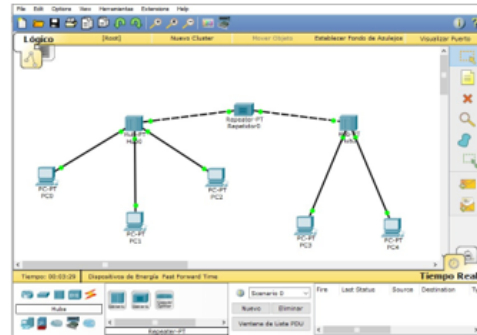 File Edit Options View Herramientas Extensions Help
Lógico [Root] Nuevo Cluster Mover Objeto Establecer Fondo de Azulejos Visualizar Puerto
Repeater-PT
Repetidor0
Hub-PT
PC-PT
PC0
PC-PT
PC1
PC-PT
PC2
PC-PT
PC3
PC-PT
PC4
Tiempo: 00:03:29 Dispositivos de Energía Fast Forward Time Tiempo Real
Scenario 0
Fire Last Status Source Destination
Hubs
Nuevo Eliminar
Ventana de Lista PDU
Repeater-PT